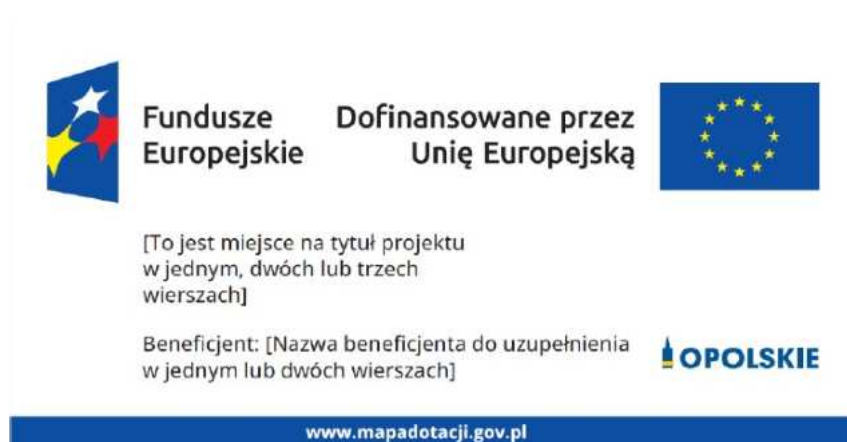 Fundusze
Europejskie
Dofinansowane przez
Unię Europejską
[To jest miejsce na tytuł projektu
w jednym, dwóch lub trzech
wierszach]
Beneficjent: [Nazwa beneficjenta do uzupełnienia
w jednym lub dwóch wierszach]
OPOLSKIE
www.mapadotacji.gov.pl